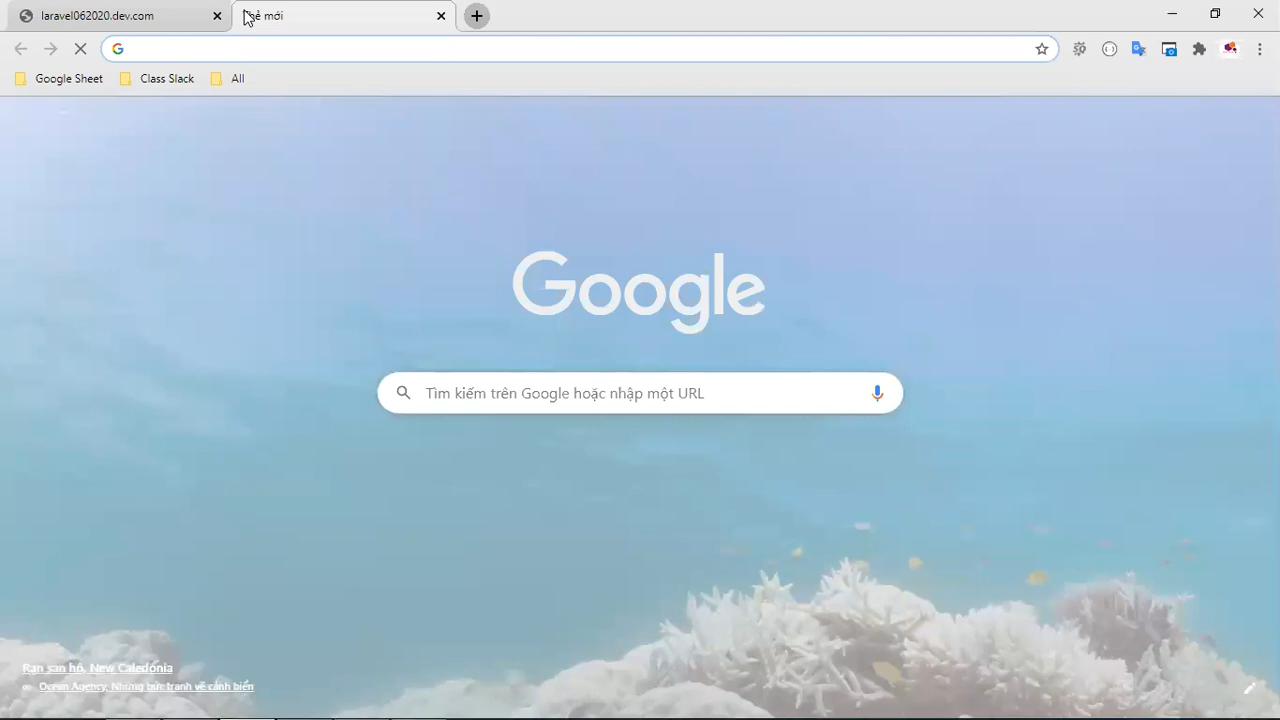 laravel062020.dev.com
Thẻ mới
Google Sheet
Class Slack
All
Google
Tìm kiếm trên Google hoặc nhập một URL
Rạn san hô, New Caledonia
Ocean Agency, Những bức tranh về cảnh biển